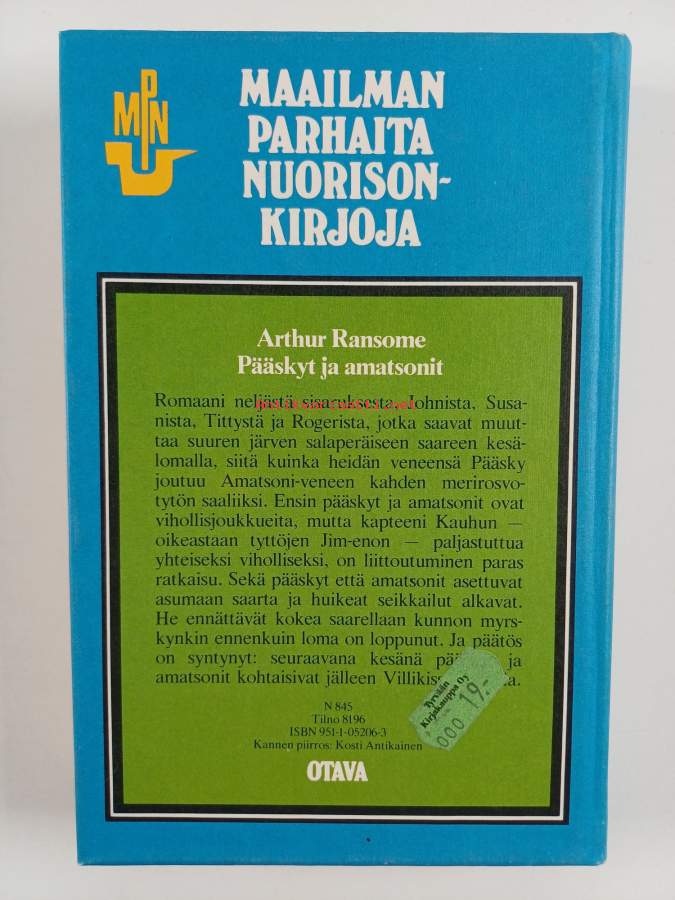 MPN
MAAILMAN
PARHAITA
NUORISON-
KIRJOJA
Arthur Ransome
Pääskyt ja amatsonit
Romaani neljästä sisaruksesta, Johnista, Susa-
nista, Tittystä ja Rogerista, jotka saavat muut-
taa suuren järven salaperäiseen saareen kesä-
lomalla, siitä kuinka heidän veneensä Pääsky
joutuu Amatsoni-veneen kahden merirosvo-
tytön saaliiksi. Ensin pääskyt ja amatsonit ovat
vihollisjoukkueita, mutta kapteeni Kauhun —
oikeastaan tyttöjen Jim-enon — paljastuttua
yhteiseksi viholliseksi, on liittoutuminen paras
ratkaisu. Sekä pääskyt että amatsonit asettuvat
asumaan saarta ja huikeat seikkailut alkavat.
He ennättävät kokea saarellaan kunnon myrs-
kynkin ennenkuin loma on loppunut. Ja päätös
on syntynyt: seuraavana kesänä ja
amatsonit kohtaisivat jälleen
Tyrvään
Kirjakauppa Oy
000 19.-
N 845
Tilno 8196
ISBN 951-1-05206-3
Kannen piirros: Kosti Antikainen
OTAVA